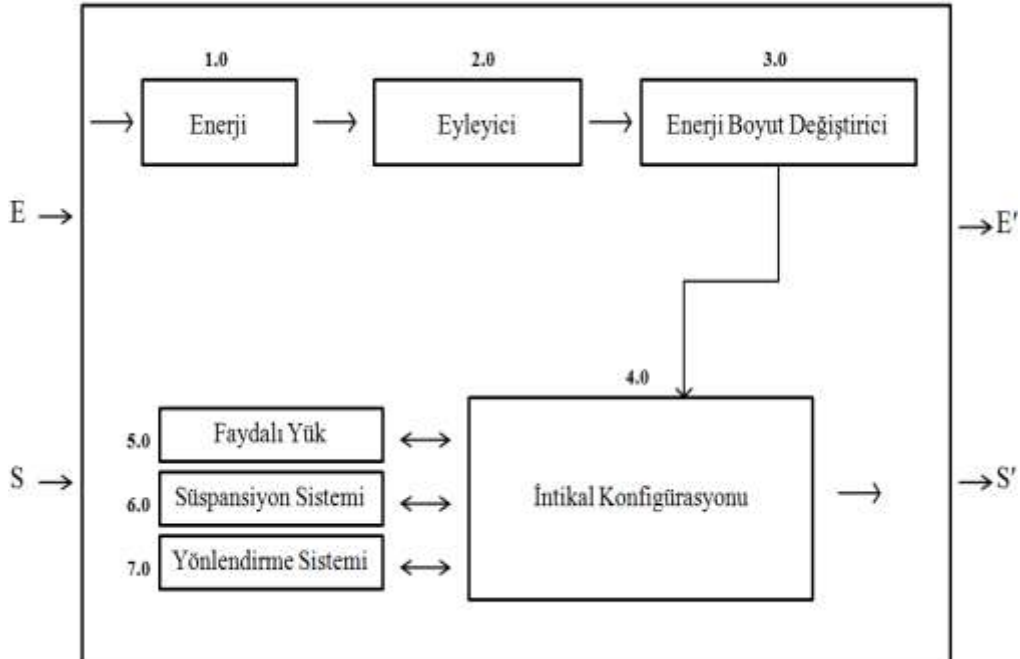 1.0
2.0
3.0
Enerji
Eyleyici
Enerji Boyut Değiştirici
E
E'
4.0
5.0
Faydalı Yük
S
6.0
Süspansiyon Sistemi
İntikal Konfigürasyonu
S'
7.0
Yönlendirme Sistemi